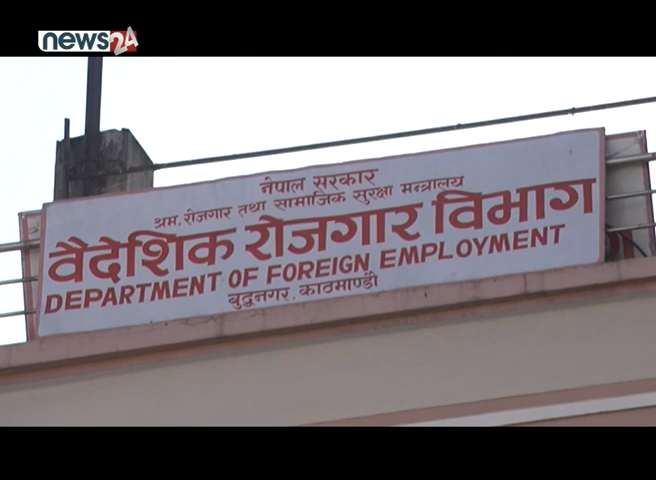 news24
नेपाल सरकार
श्रम, रोजगार तथा सामाजिक सुरक्षा मन्त्रालय
वैदेशिक रोजगार विभाग
DEPARTMENT OF FOREIGN EMPLOYMENT
बुद्धनगर, काठमाण्डौ